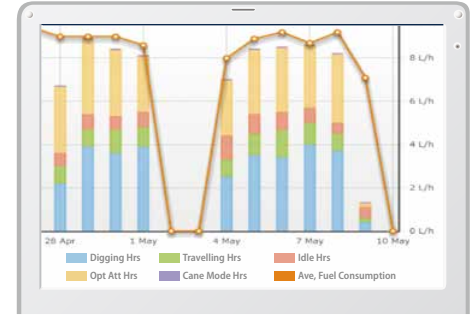 8 L/h
6 L/h
4 L/h
2 L/h
0 L/h
28 Apr 1 May 4 May 7 May 10 May
Digging Hrs Travelling Hrs Idle Hrs
Opt Att Hrs Cane Mode Hrs Ave, Fuel Consumption